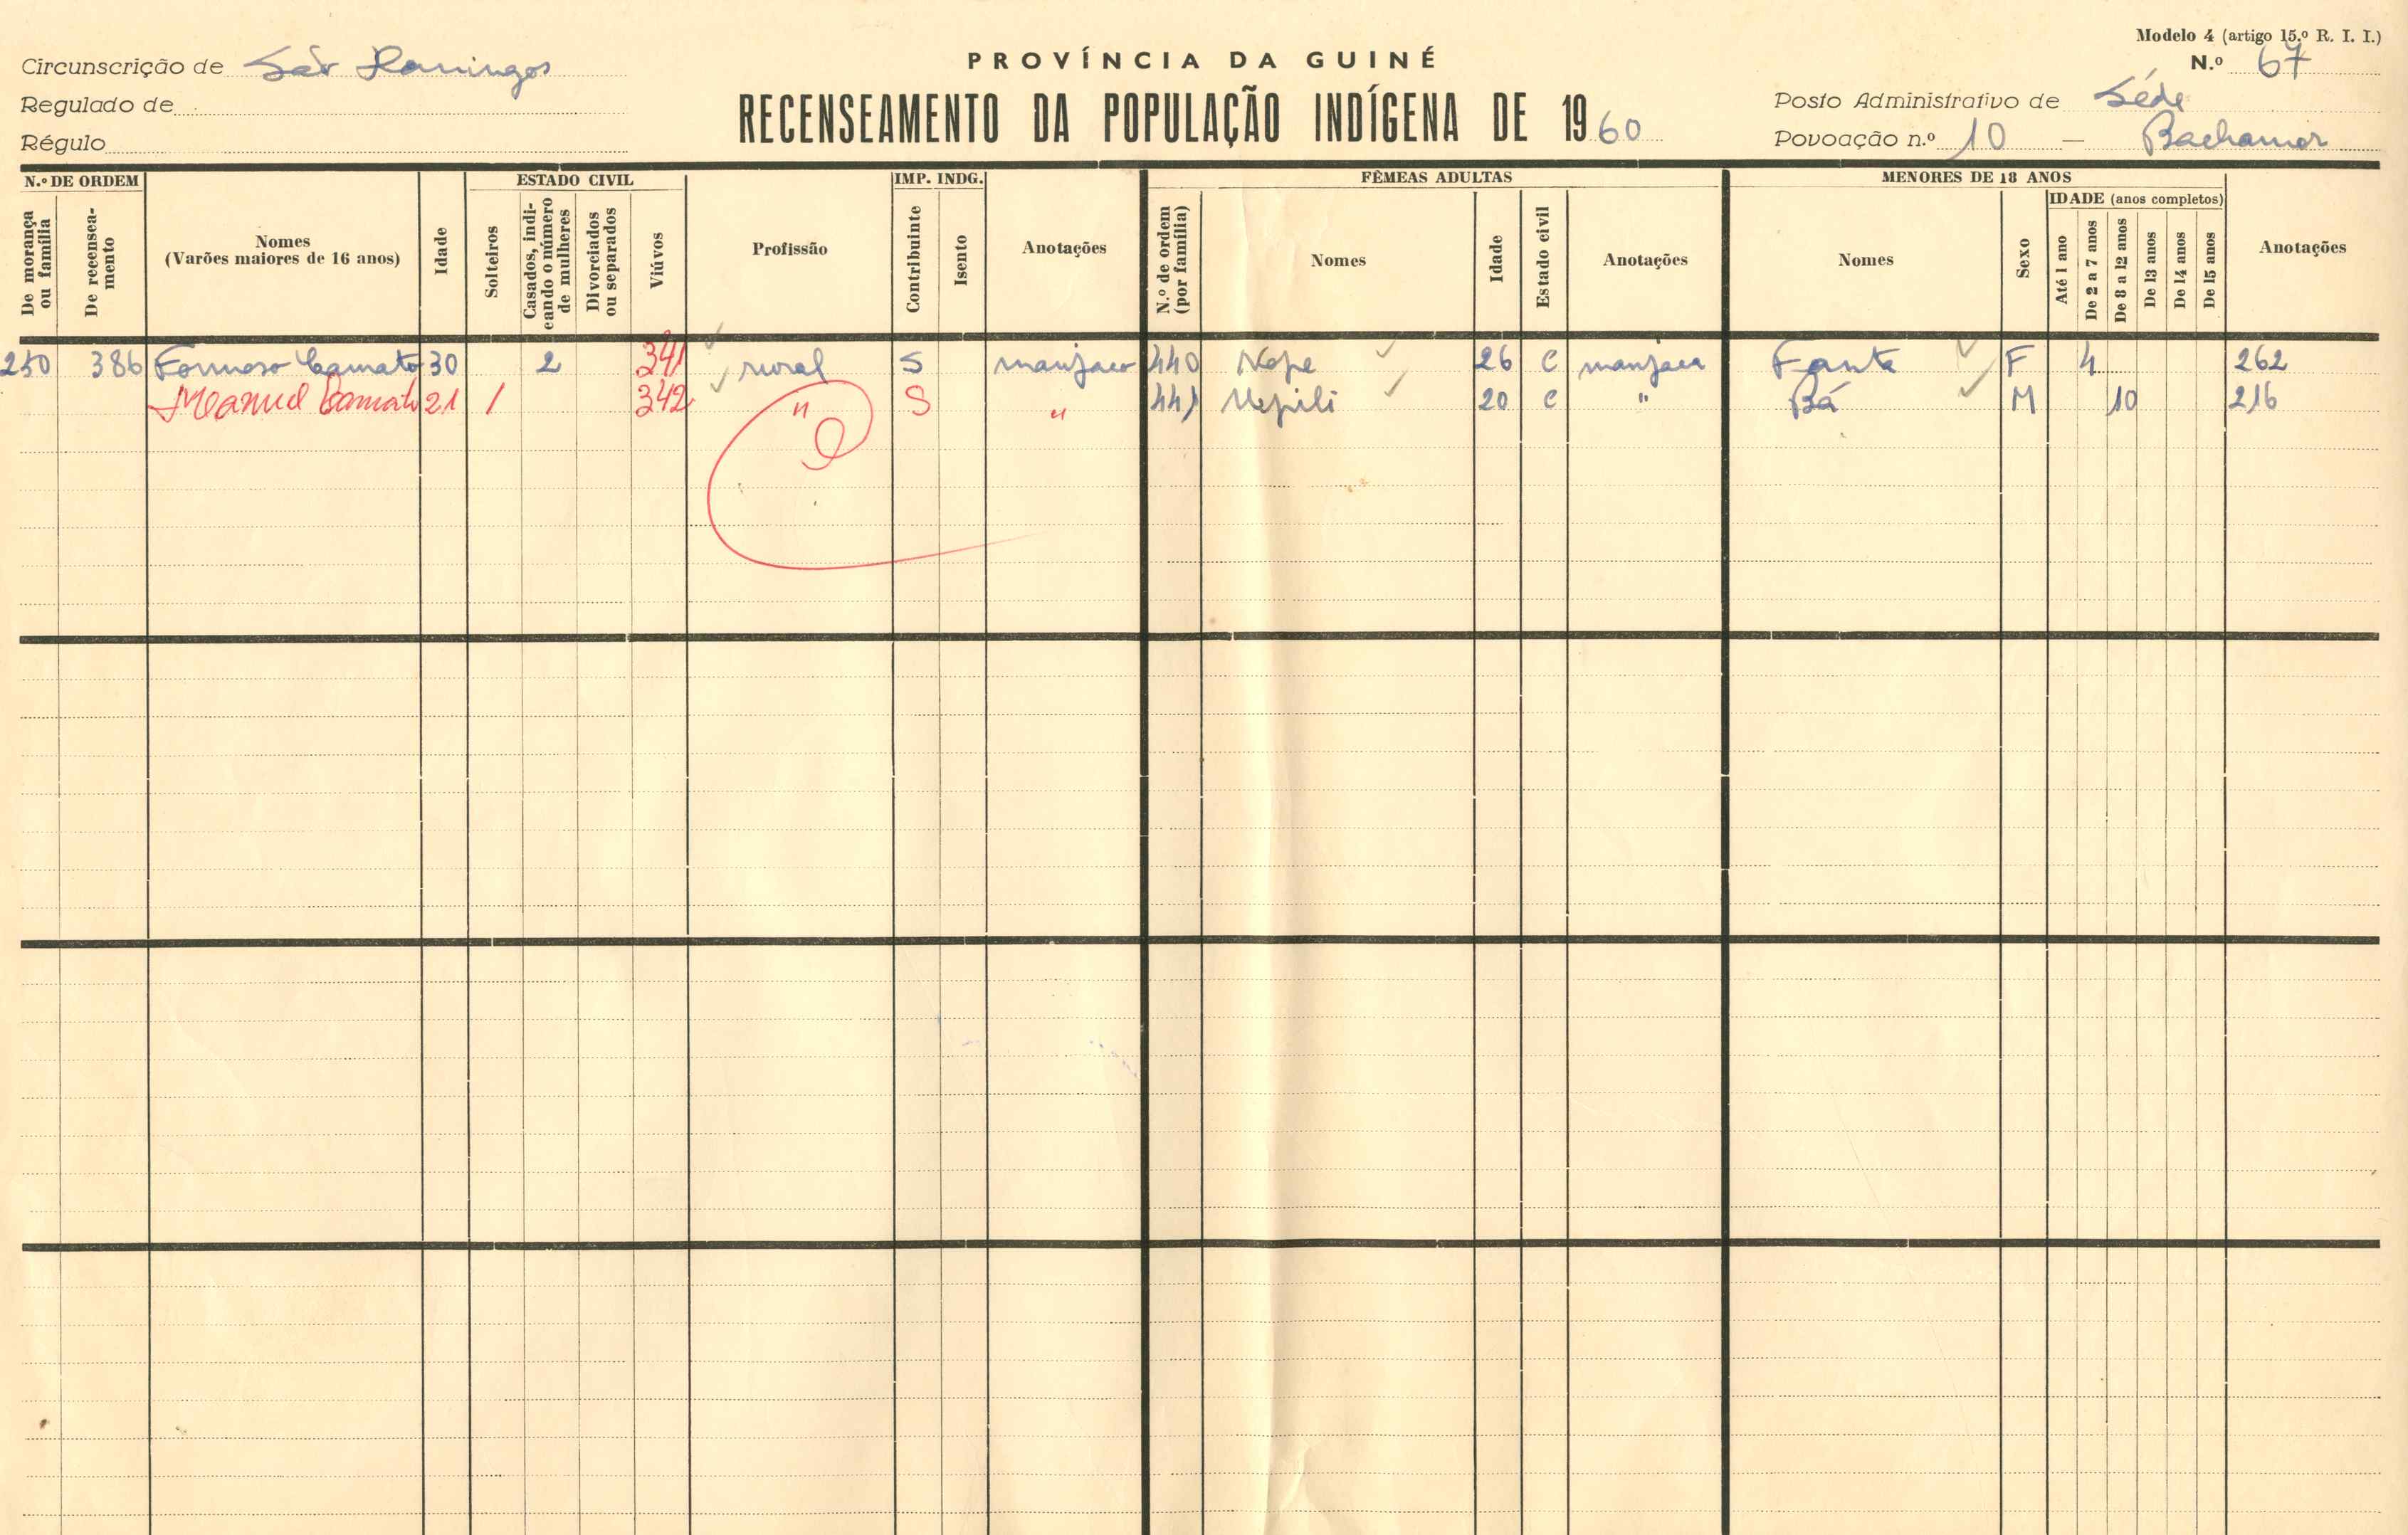 Modelo 4 (artigo 15.º R. I. I.)
Circunscrição de São Domingos
PROVÍNCIA DA GUINÉ
N.º 67
Regulado de
RECENSEAMENTO DA POPULAÇÃO INDÍGENA DE 1960
Posto Administrativo de Séde
Régulo
Povoação n.º 10 — Bachamor
N.º DE ORDEM
De morança ou família
De recenseamento
Nomes
(Varões maiores de 16 anos)
Idade
ESTADO CIVIL
Solteiros
Casados, indicando o número de mulheres
Divorciados ou separados
Viúvos
Profissão
IMP. INDG.
Contribuinte
Isento
Anotações
FÊMEAS ADULTAS
N.º de ordem (por família)
Nomes
Idade
Estado civil
Anotações
MENORES DE 18 ANOS
Nomes
Sexo
IDADE (anos completos)
Até 1 ano
De 2 a 7 anos
De 8 a 12 anos
De 13 anos
De 14 anos
De 15 anos
Anotações
250 386 Formoso Camato 30 2 341 rural S manjaco 440 Nope 26 C manjaca Fanta F 4 262
Manuel Camato 21 1 342 " S " 441 Nepili 20 C " Bá M 10 216